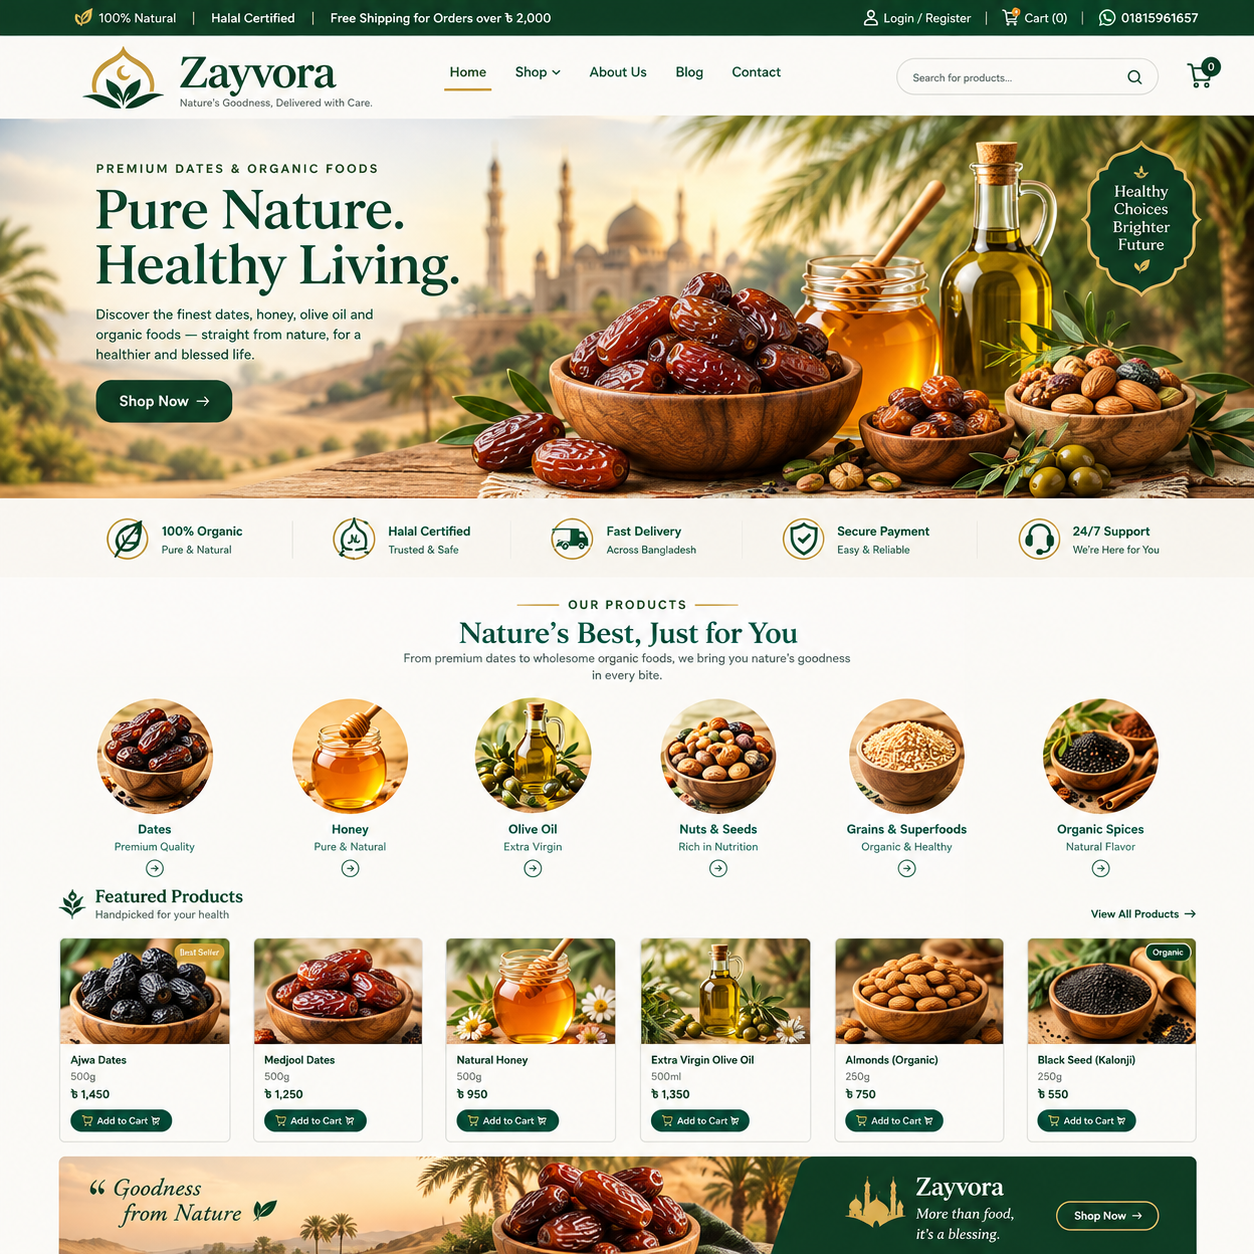 100% Natural | Halal Certified | Free Shipping for Orders over ৳ 2,000
Login / Register | Cart (0) | 01815961657
Zayvora
Nature's Goodness, Delivered with Care.
Home Shop About Us Blog Contact
Search for products...
0
PREMIUM DATES & ORGANIC FOODS
Pure Nature.
Healthy Living.
Discover the finest dates, honey, olive oil and
organic foods — straight from nature, for a
healthier and blessed life.
Shop Now →
Healthy
Choices
Brighter
Future
100% Organic
Pure & Natural
Halal Certified
Trusted & Safe
Fast Delivery
Across Bangladesh
Secure Payment
Easy & Reliable
24/7 Support
We're Here for You
OUR PRODUCTS
Nature's Best, Just for You
From premium dates to wholesome organic foods, we bring you nature's goodness
in every bite.
Dates
Premium Quality
Honey
Pure & Natural
Olive Oil
Extra Virgin
Nuts & Seeds
Rich in Nutrition
Grains & Superfoods
Organic & Healthy
Organic Spices
Natural Flavor
Featured Products
Handpicked for your health
View All Products →
Best Seller
Ajwa Dates
500g
৳ 1,450
Add to Cart
Medjool Dates
500g
৳ 1,250
Add to Cart
Natural Honey
500g
৳ 950
Add to Cart
Extra Virgin Olive Oil
500ml
৳ 1,350
Add to Cart
Almonds (Organic)
250g
৳ 750
Add to Cart
Organic
Black Seed (Kalonji)
250g
৳ 550
Add to Cart
“ Goodness
from Nature
Zayvora
More than food,
it's a blessing.
Shop Now →